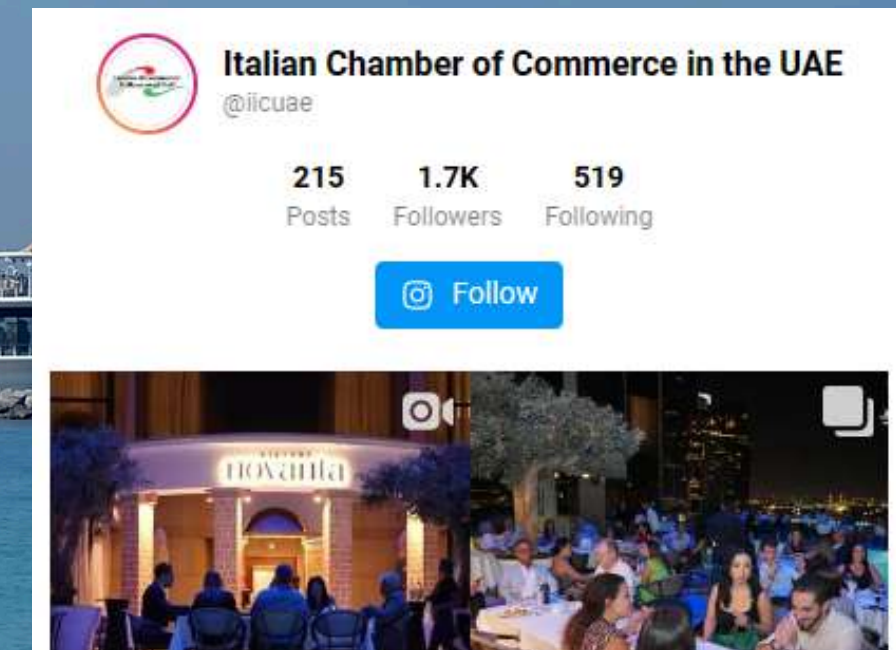 Italian Chamber of Commerce in the UAE
@iicuae
215 1.7K 519
Posts Followers Following
Follow
novanta